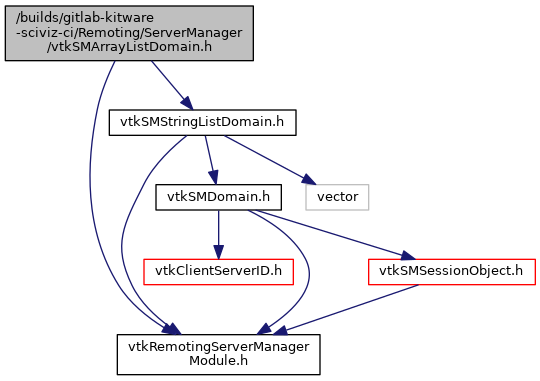 /builds/gitlab-kitware
-sciviz-ci/Remoting/ServerManager
/vtkSMArrayListDomain.h
vtkSMStringListDomain.h
vtkSMDomain.h
vector
vtkClientServerID.h
vtkSMSessionObject.h
vtkRemotingServerManager
Module.h